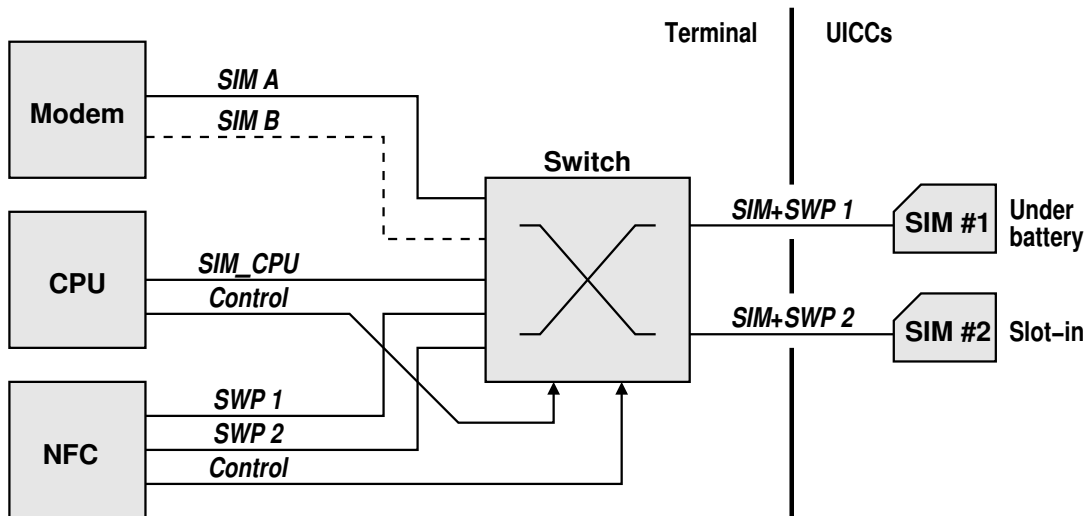 Terminal
UICCs
Modem
SIM A
SIM B
Switch
CPU
SIM_CPU
Control
SIM+SWP 1
SIM #1
Under
battery
SIM+SWP 2
SIM #2
Slot−in
NFC
SWP 1
SWP 2
Control